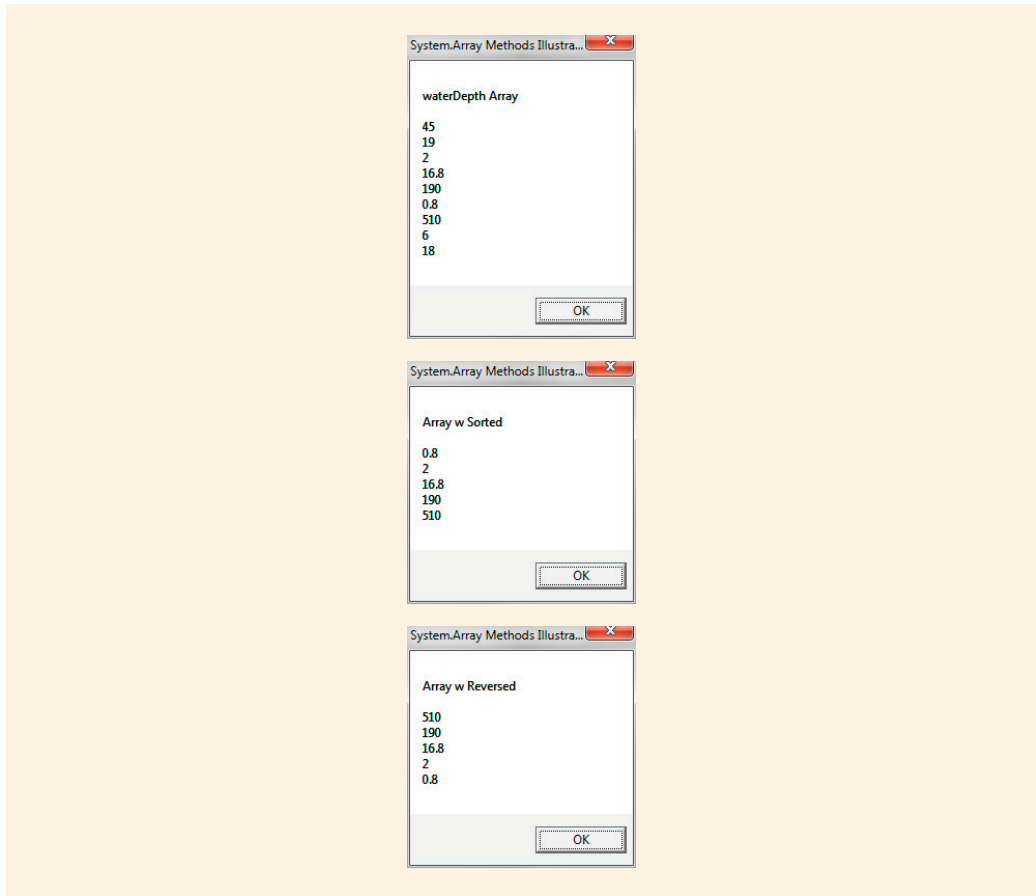 System.Array Methods Illustra...
waterDepth Array
45
19
2
16.8
190
0.8
510
6
18
OK
System.Array Methods Illustra...
Array w Sorted
0.8
2
16.8
190
510
OK
System.Array Methods Illustra...
Array w Reversed
510
190
16.8
2
0.8
OK